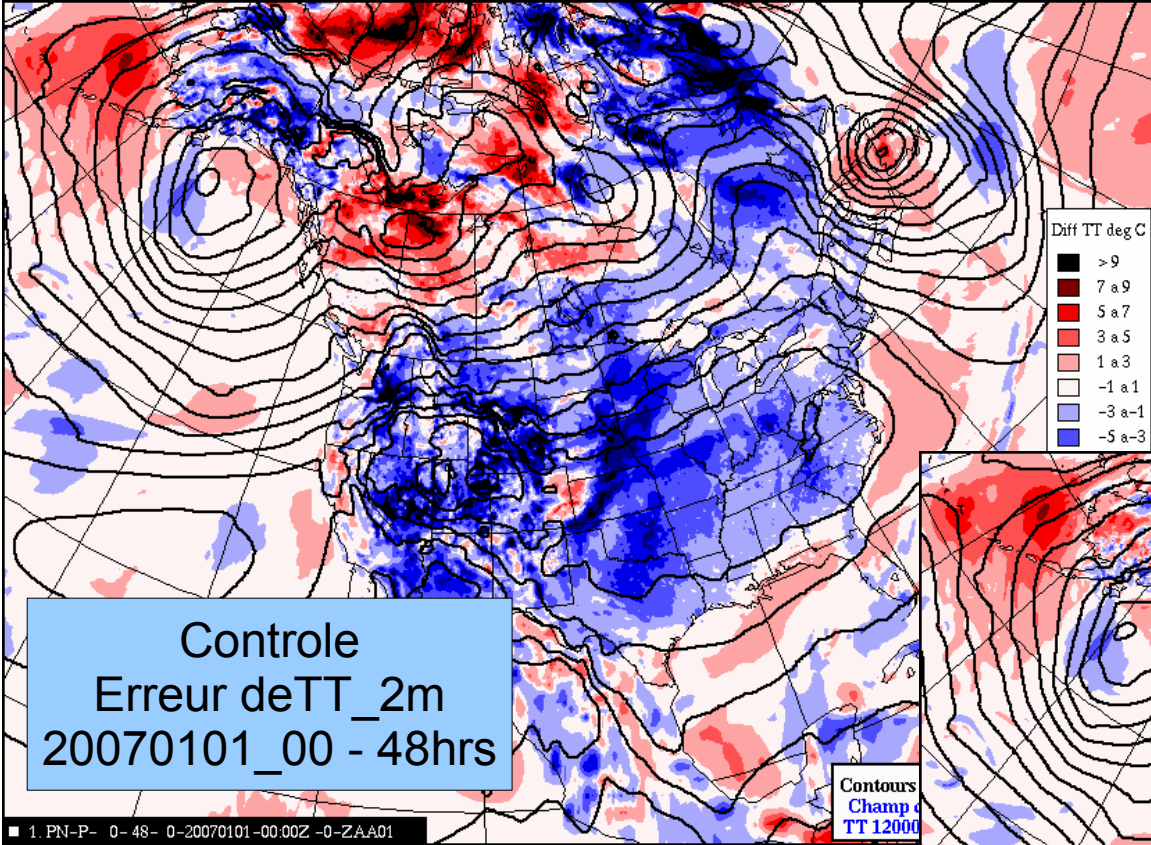 Diff TT deg C
>9
7 a 9
5 a 7
3 a 5
1 a 3
-1 a 1
-3 a-1
-5 a-3
Controle
Erreur deTT_2m
20070101_00 - 48hrs
Contours
Champ
TT 12000
1. PN-P- 0- 48- 0-20070101-00:00Z -0-ZAA01